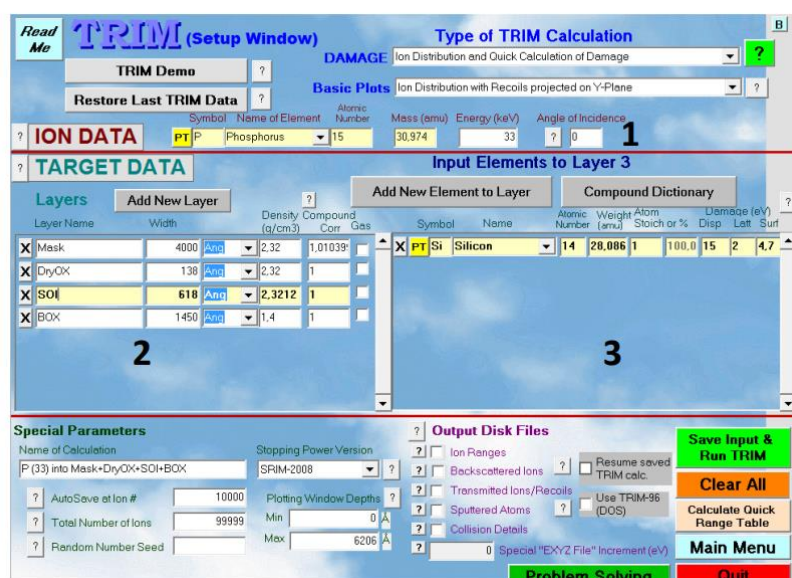 Read Me
TRIM (Setup Window)
Type of TRIM Calculation
B
DAMAGE Ion Distribution and Quick Calculation of Damage ?
TRIM Demo ?
Restore Last TRIM Data ?
Basic Plots Ion Distribution with Recoils projected on Y-Plane ?
Symbol Name of Element Atomic Number Mass (amu) Energy (keV) Angle of Incidence
? ION DATA PT P Phosphorus 15 30,974 33 ? 0 1
? TARGET DATA Input Elements to Layer 3
Layers Add New Layer ? Add New Element to Layer Compound Dictionary ?
Layer Name Width Density (g/cm3) Compound Corr Gas
Symbol Name Atomic Number Weight (amu) Atom Stoich or % Damage (eV) Disp Latt Surf
X Mask 4000 Ang 2,32 1,01039
X PT Si Silicon 14 28,086 1 100,0 15 2 4,7
X DryOX 138 Ang 2,32 1
X SOI 618 Ang 2,3212 1
X BOX 1450 Ang 1,4 1
2 3
Special Parameters
Name of Calculation Stopping Power Version
P (33) into Mask+DryOX+SOI+BOX SRIM-2008 ?
? AutoSave at Ion # 10000
? Total Number of Ions 99999
? Random Number Seed
Plotting Window Depths ?
Min 0 Å
Max 6206 Å
? Output Disk Files
? Ion Ranges
? Backscattered Ions
? Transmitted Ions/Recoils
? Sputtered Atoms
? Collision Details
? 0 Special "EXYZ File" Increment (eV)
? Resume saved TRIM calc.
? Use TRIM-96 (DOS)
Save Input & Run TRIM
Clear All
Calculate Quick Range Table
Main Menu
Problem Solving
Quit